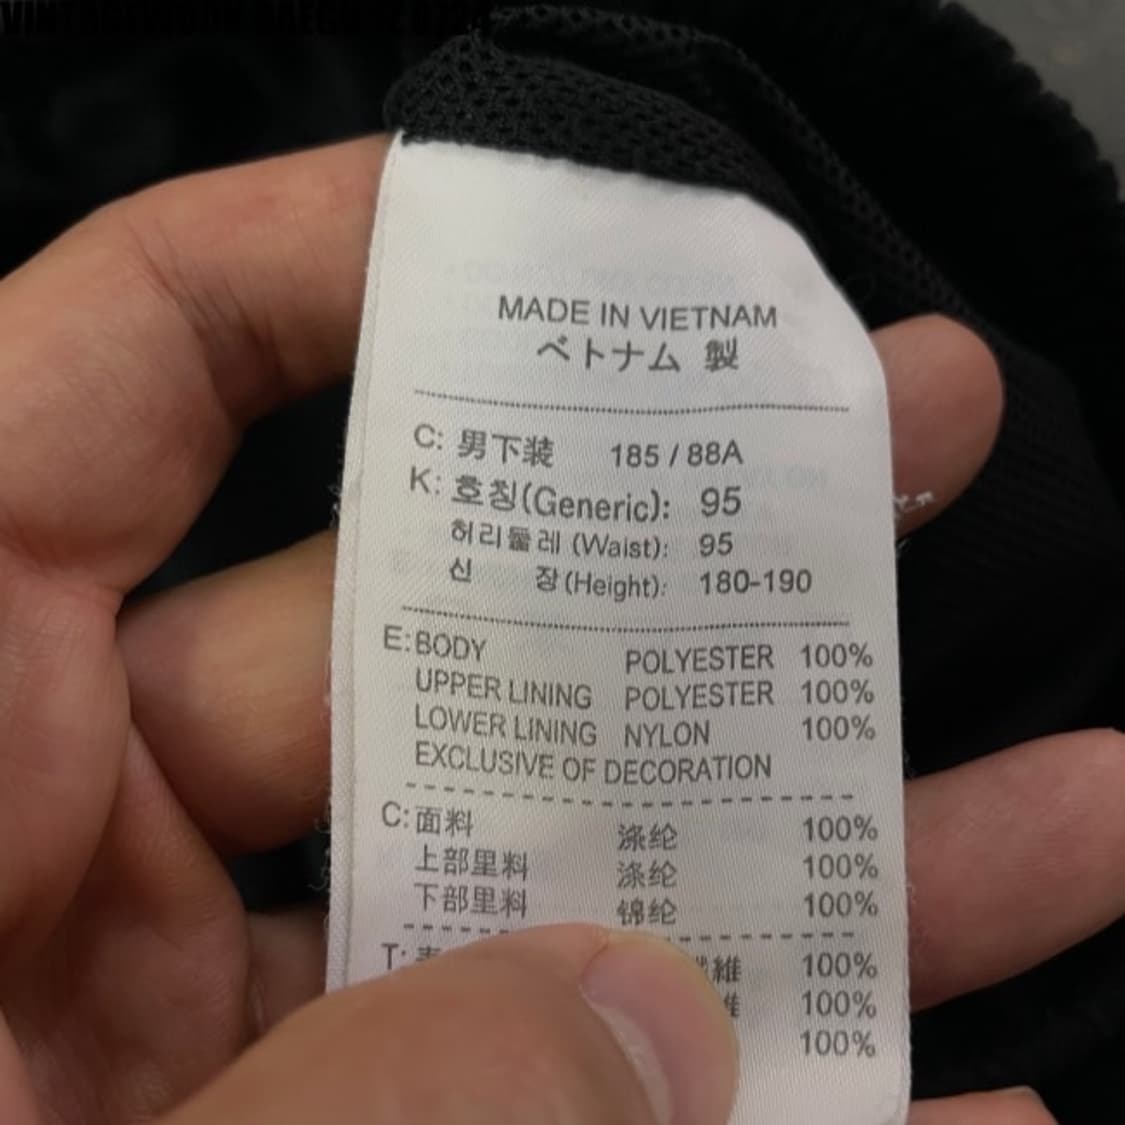 MADE IN VIETNAM
ベトナム 製
C: 男下装 185 / 88A
K: 호칭(Generic): 95
허리둘레 (Waist): 95
신 장(Height): 180-190
E: BODY POLYESTER 100%
UPPER LINING POLYESTER 100%
LOWER LINING NYLON 100%
EXCLUSIVE OF DECORATION
C: 面料 涤纶 100%
上部里料 涤纶 100%
下部里料 锦纶 100%
T: 維 100%
100%
100%